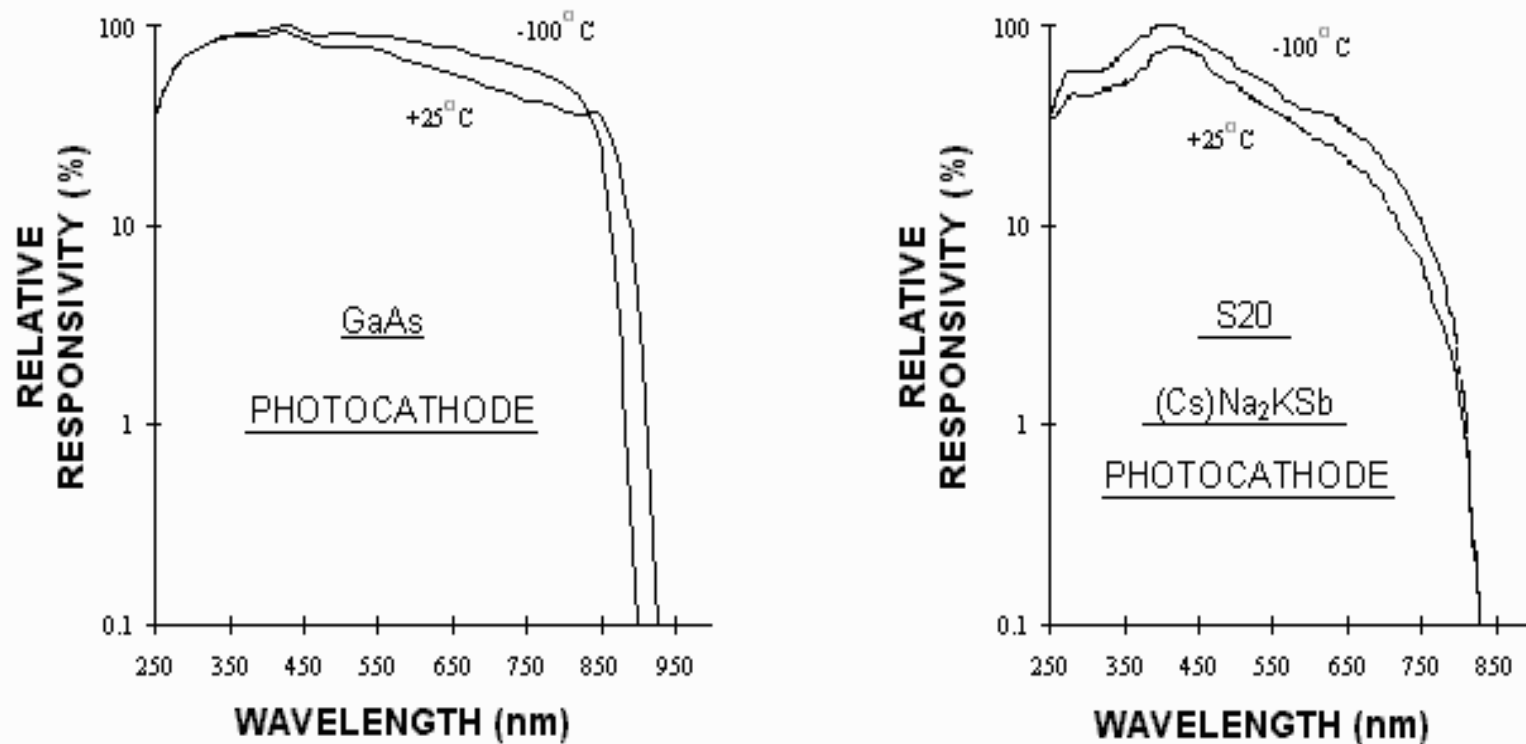 RELATIVE
RESPONSIVITY (%)
100
10
1
0.1
-100°C
+25°C
GaAs
PHOTOCATHODE
250 350 450 550 650 750 850 950
WAVELENGTH (nm)
RELATIVE
RESPONSIVITY (%)
100
10
1
0.1
-100°C
+25°C
S20
(Cs)Na₂KSb
PHOTOCATHODE
250 350 450 550 650 750 850
WAVELENGTH (nm)